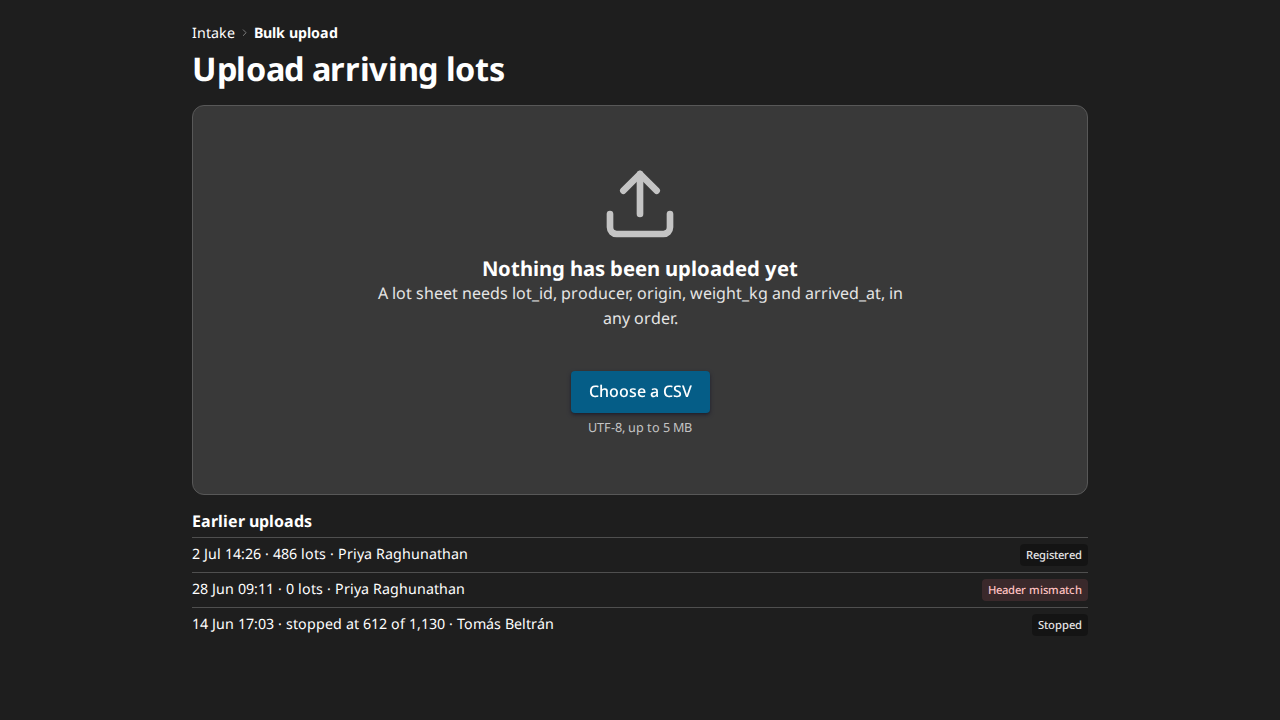 Intake › Bulk upload
Upload arriving lots
Nothing has been uploaded yet
A lot sheet needs lot_id, producer, origin, weight_kg and arrived_at, in
any order.
Choose a CSV
UTF-8, up to 5 MB
Earlier uploads
2 Jul 14:26 · 486 lots · Priya Raghunathan Registered
28 Jun 09:11 · 0 lots · Priya Raghunathan Header mismatch
14 Jun 17:03 · stopped at 612 of 1,130 · Tomás Beltrán Stopped